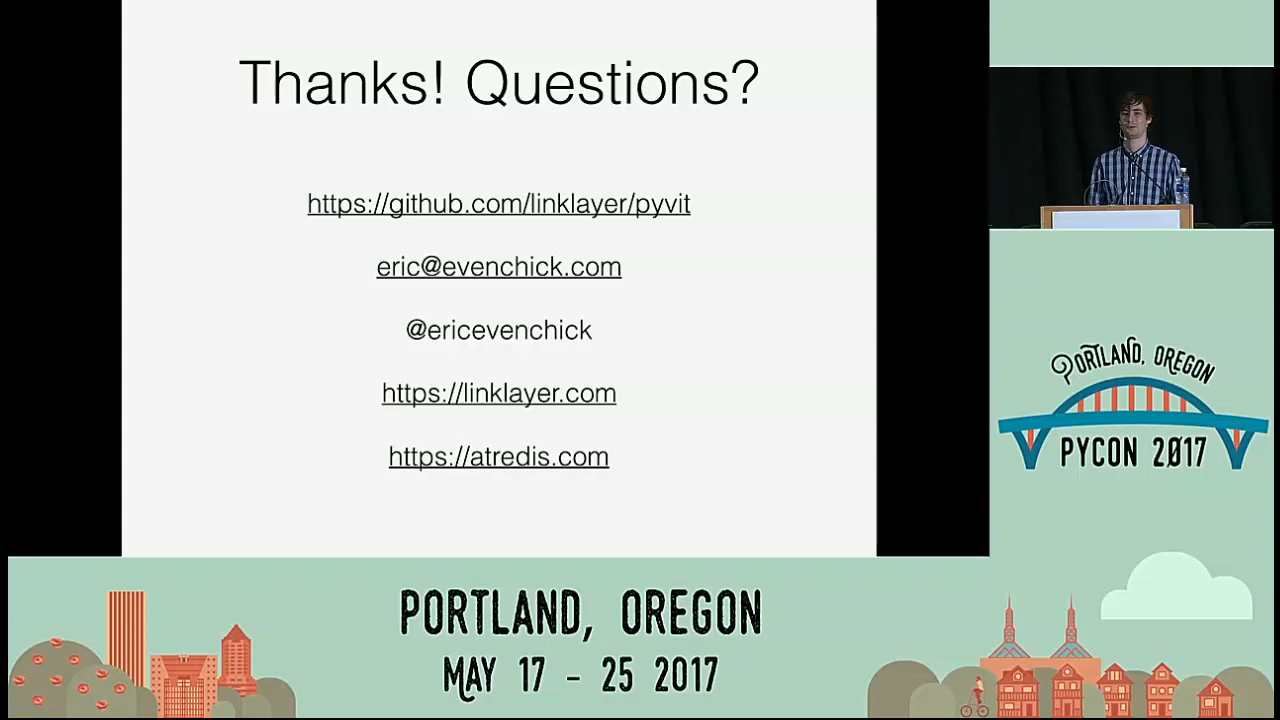 Thanks! Questions?
https://github.com/linklayer/pyvit
eric@evenchick.com
@ericevenchick
https://linklayer.com
https://atredis.com
PORTLAND, OREGON
PYCON 2017
PORTLAND, OREGON
MAY 17 - 25 2017